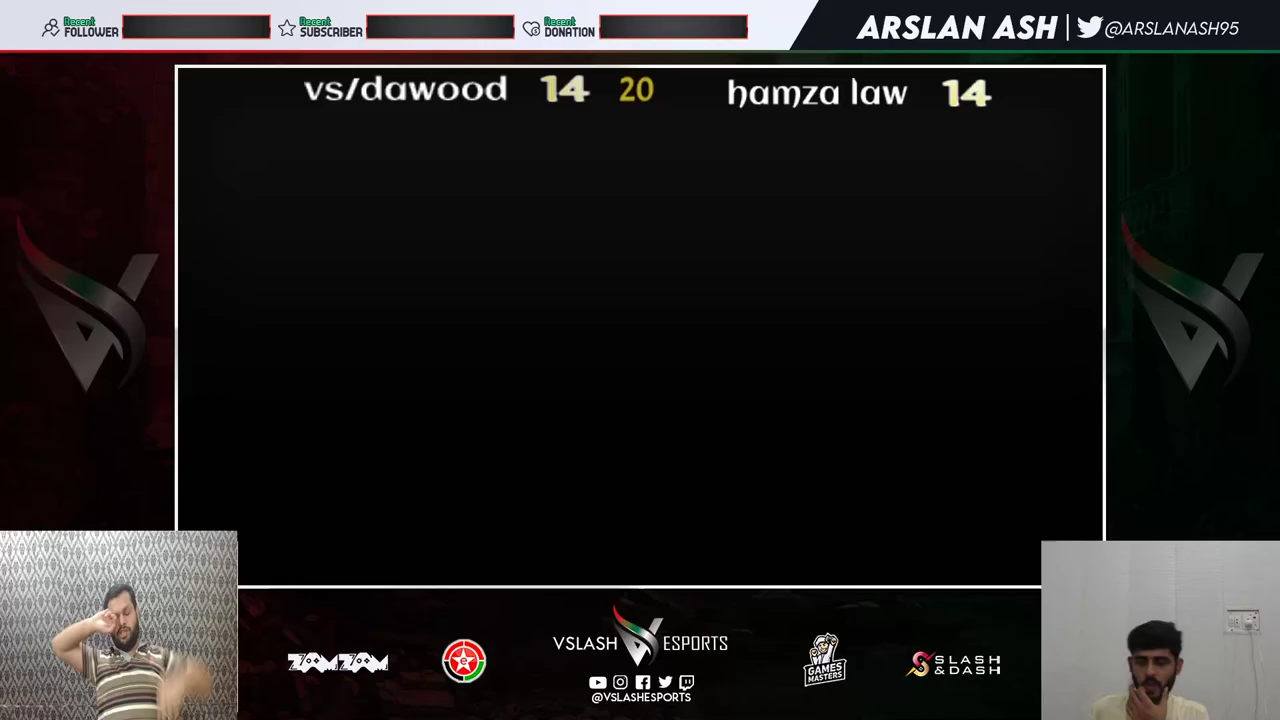 Recent
FOLLOWER
Recent
SUBSCRIBER
Recent
DONATION
ARSLAN ASH
@ARSLANASH95
vs/dawood 14 20 hamza law 14
ZAMZAM
VSLASH ESPORTS
@VSLASHESPORTS
GAMES
MASTERS
SLASH
& DASH